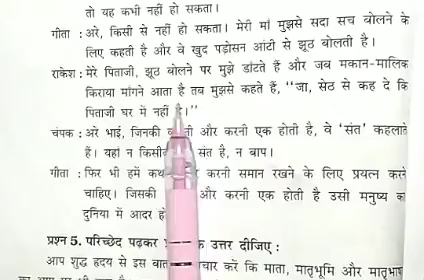 तो यह कभी नहीं हो सकता।
गीता : अरे, किसी से नहीं हो सकता। मेरी माँ मुझसे सदा सच बोलने के
लिए कहती है और वे खुद पड़ोसन आंटी से झूठ बोलती है।
राकेश : मेरे पिताजी, झूठ बोलने पर मुझे डांटते हैं और जब मकान-मालिक
किराया मांगने आता है तब मुझसे कहते हैं, ''जा, सेठ से कह दे कि
पिताजी घर में नहीं
चंपक : अरे भाई, जिनकी और करनी एक होती है, वे 'संत' कहलाते
हैं। यहां न संत है, न बाप।
गीता : फिर भी हमें करनी समान रखने के लिए प्रयत्न करने
चाहिए। जिसकी और करनी एक होती है उसी मनुष्य का
दुनिया में आदर
प्रश्न 5. परिच्छेद पढ़कर उत्तर दीजिए :
आप शुद्ध हृदय से इस करें कि माता, मातृभूमि और मातृभाषा